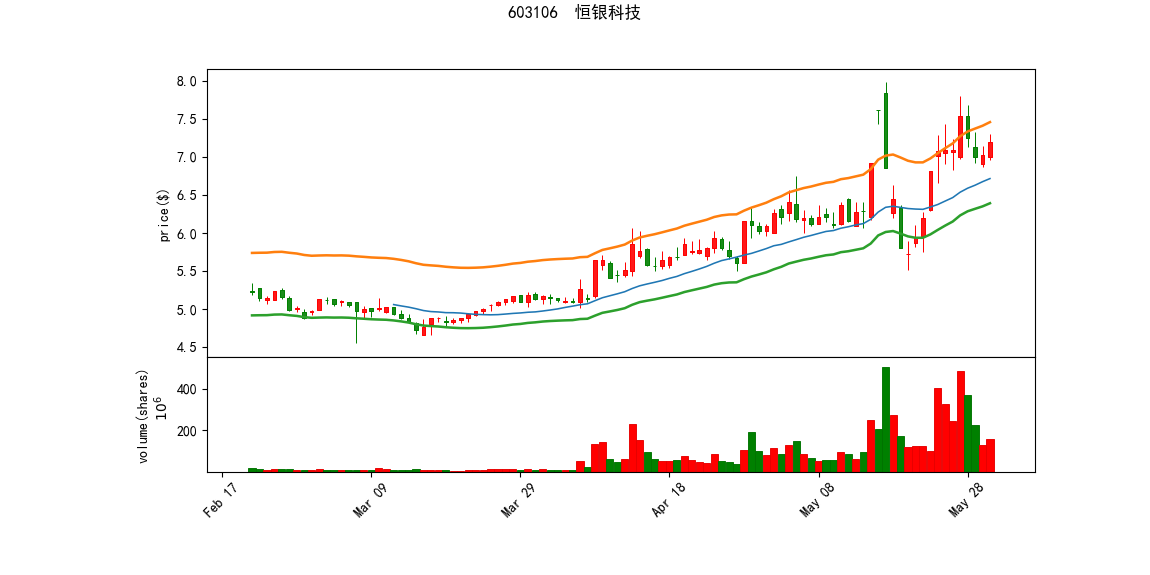 603106 恒银科技
price($)
8.0
7.5
7.0
6.5
6.0
5.5
5.0
4.5
volume(shares)
10^6
400
200
Feb 17
Mar 09
Mar 29
Apr 18
May 08
May 28